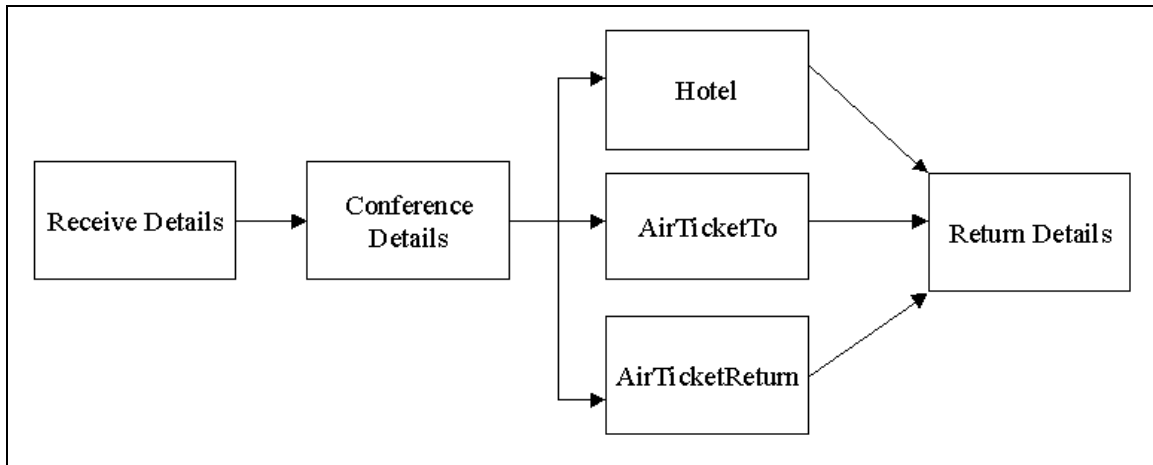 Receive Details
Conference
Details
Hotel
AirTicketTo
AirTicketReturn
Return Details